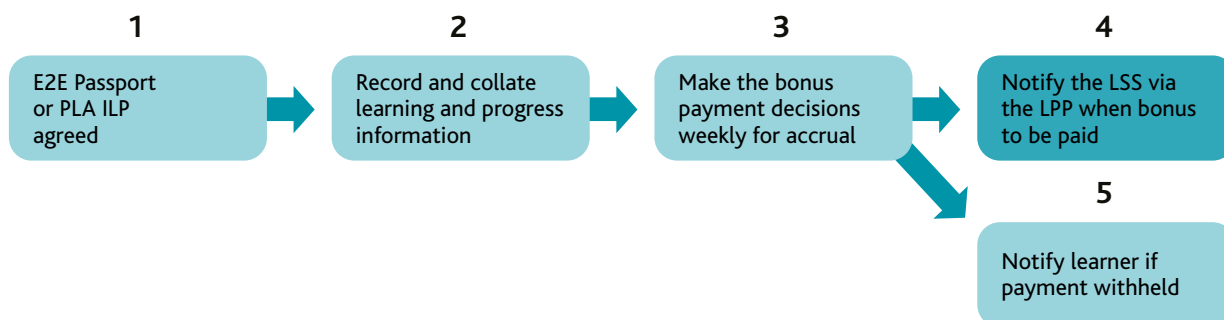 1
E2E Passport
or PLA ILP
agreed
2
Record and collate
learning and progress
information
3
Make the bonus
payment decisions
weekly for accrual
4
Notify the LSS via
the LPP when bonus
to be paid
5
Notify learner if
payment withheld